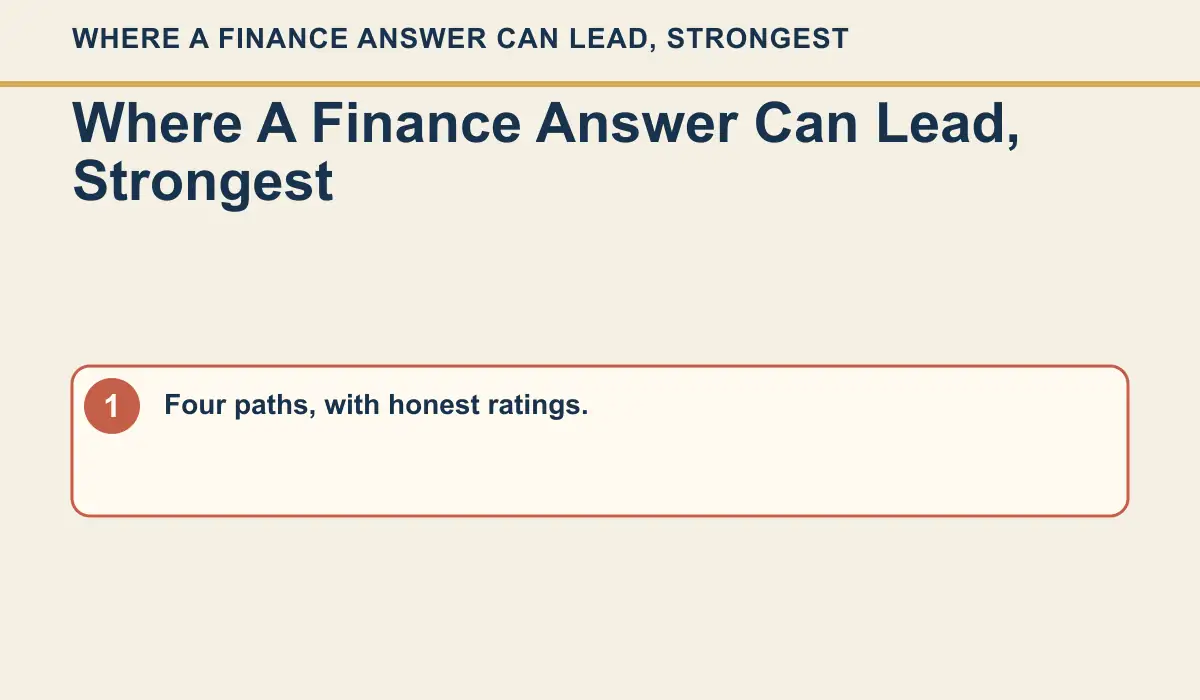 WHERE A FINANCE ANSWER CAN LEAD, STRONGEST
Where A Finance Answer Can Lead,
Strongest
1
Four paths, with honest ratings.